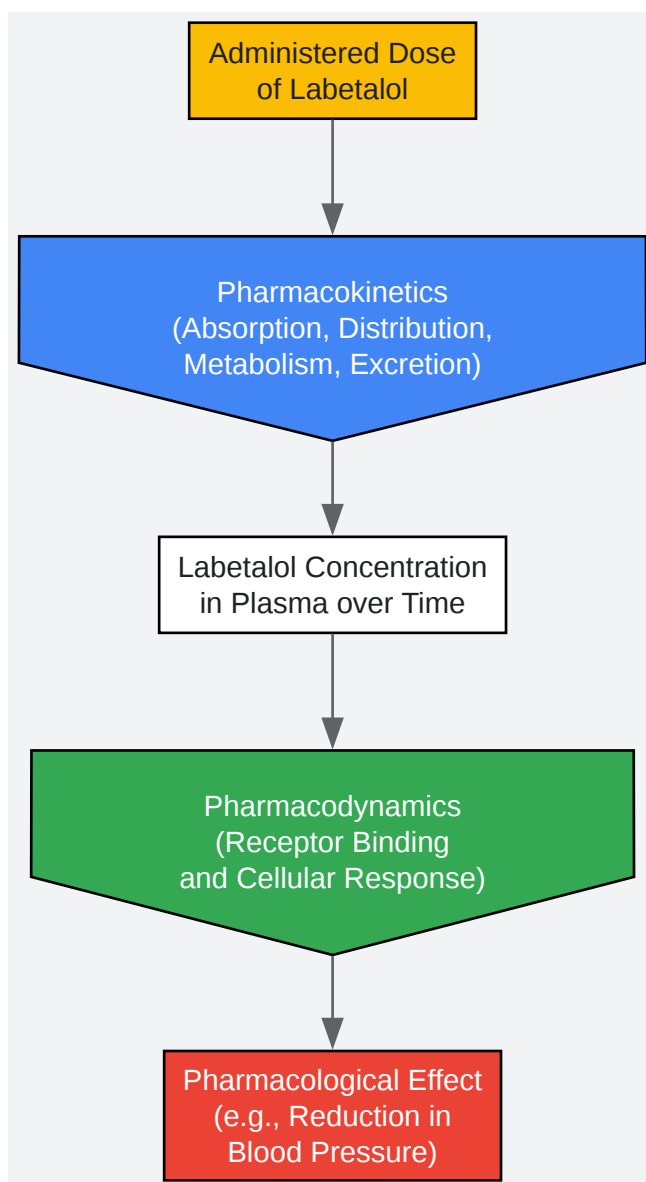 Administered Dose
of Labetalol
Pharmacokinetics
(Absorption, Distribution,
Metabolism, Excretion)
Labetalol Concentration
in Plasma over Time
Pharmacodynamics
(Receptor Binding
and Cellular Response)
Pharmacological Effect
(e.g., Reduction in
Blood Pressure)